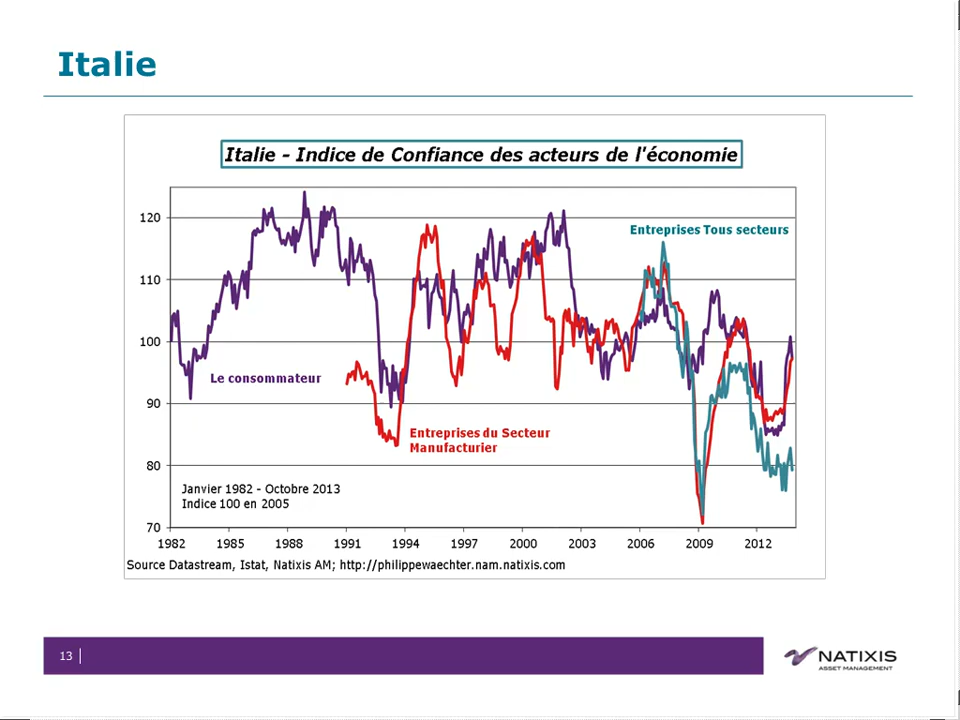 Italie
Italie - Indice de Confiance des acteurs de l'économie
120
110
100
90
80
70
Entreprises Tous secteurs
Le consommateur
Entreprises du Secteur
Manufacturier
Janvier 1982 - Octobre 2013
Indice 100 en 2005
1982 1985 1988 1991 1994 1997 2000 2003 2006 2009 2012
Source Datastream, Istat, Natixis AM; http://philippewaechter.nam.natixis.com
13
NATIXIS
ASSET MANAGEMENT